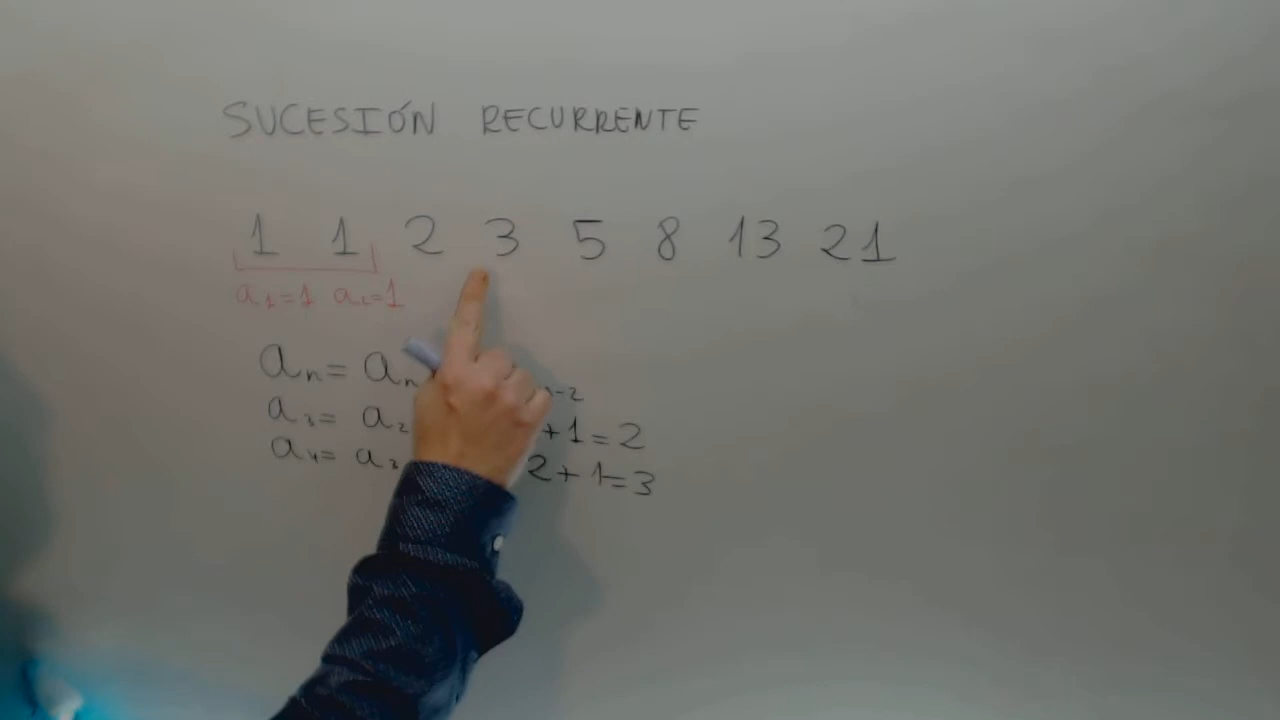 SUCESIÓN RECURRENTE
1 1 2 3 5 8 13 21
a₁=1 a₂=1
aₙ= aₙ n-2
a₃= a₂ +1=2
a₄= a₃ 2+1=3